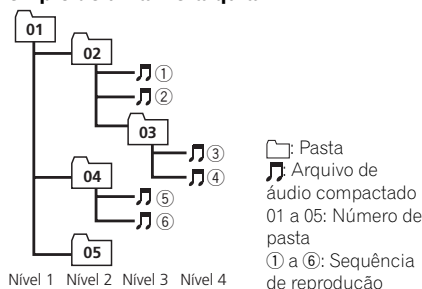 01
02
①
②
03
③
④
04
⑤
⑥
05
Nível 1 Nível 2 Nível 3 Nível 4
: Pasta
: Arquivo de
áudio compactado
01 a 05: Número de
pasta
① a ⑥: Sequência
de reprodução